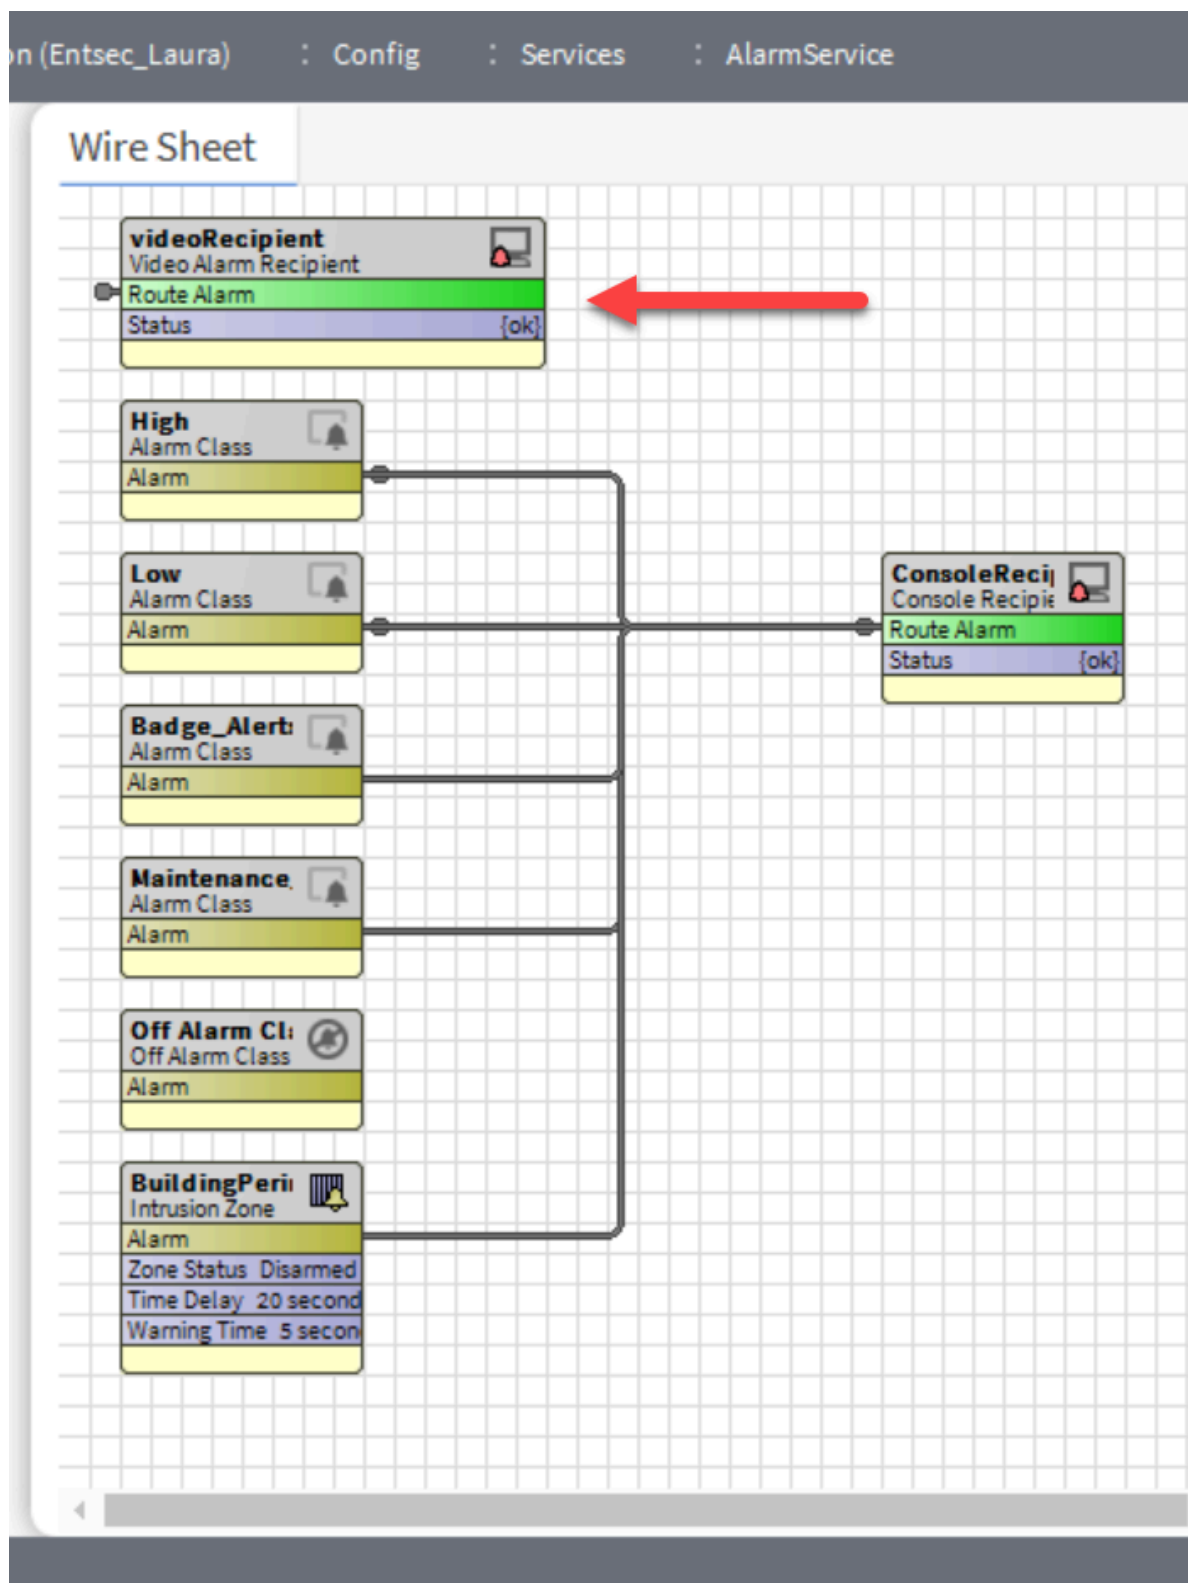 on (Entsec_Laura) : Config : Services : AlarmService
Wire Sheet
videoRecipient
Video Alarm Recipient
Route Alarm
Status {ok}
High
Alarm Class
Alarm
Low
Alarm Class
Alarm
ConsoleReci
Console Recipie
Route Alarm
Status {ok}
Badge_Alert
Alarm Class
Alarm
Maintenance
Alarm Class
Alarm
Off Alarm Cl
Off Alarm Class
Alarm
BuildingPeri
Intrusion Zone
Alarm
Zone Status Disarmed
Time Delay 20 second
Warning Time 5 secon